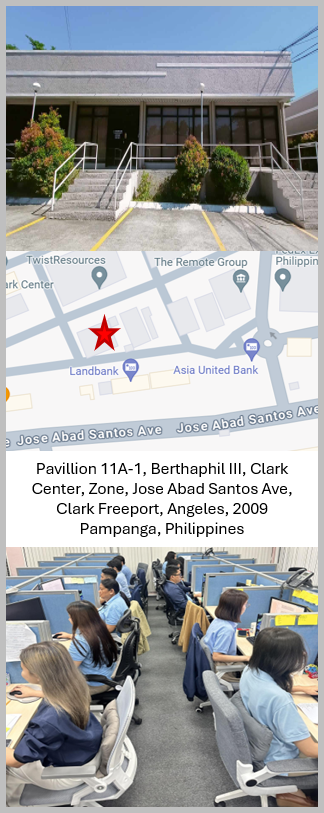 TwistResources
ark Center
The Remote Group
Philippin
Landbank
Asia United Bank
Jose Abad Santos Ave
Jose Abad Santos Ave
Pavillion 11A-1, Berthaphil III, Clark
Center, Zone, Jose Abad Santos Ave,
Clark Freeport, Angeles, 2009
Pampanga, Philippines